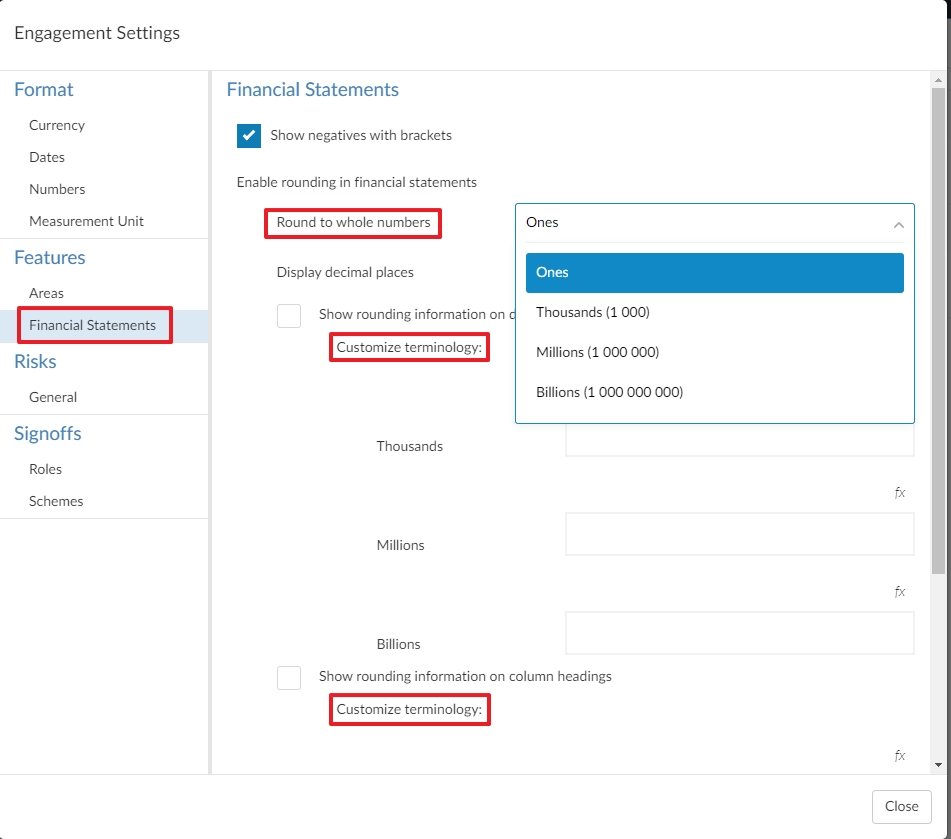 Engagement Settings
Format
Currency
Dates
Numbers
Measurement Unit
Features
Areas
Financial Statements
Risks
General
Signoffs
Roles
Schemes
Financial Statements
Show negatives with brackets
Enable rounding in financial statements
Round to whole numbers
Ones
Ones
Thousands (1 000)
Millions (1 000 000)
Billions (1 000 000 000)
Display decimal places
Show rounding information on
Customize terminology:
Thousands
fx
Millions
fx
Billions
Show rounding information on column headings
Customize terminology:
fx
Close